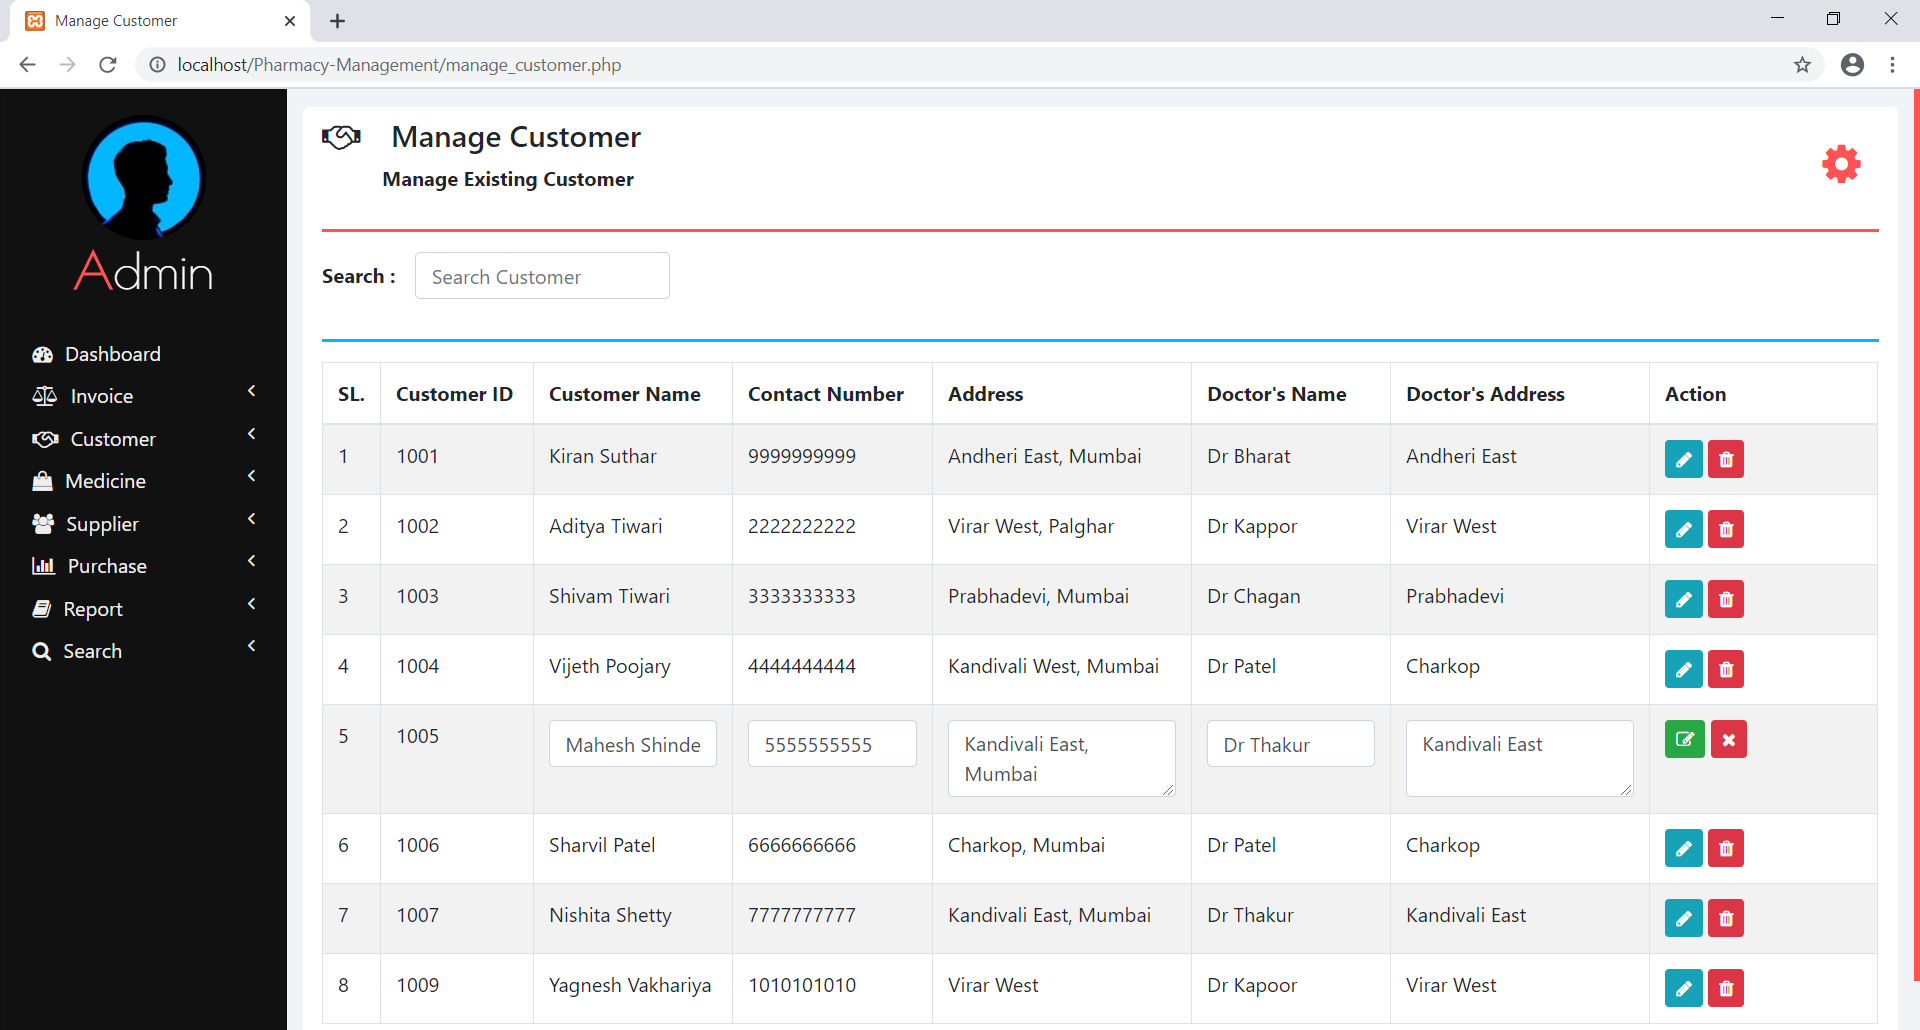 Manage Customer
localhost/Pharmacy-Management/manage_customer.php
Admin
Dashboard
Invoice
Customer
Medicine
Supplier
Purchase
Report
Search
Manage Customer
Manage Existing Customer
Search : Search Customer
SL. Customer ID Customer Name Contact Number Address Doctor's Name Doctor's Address Action
1 1001 Kiran Suthar 9999999999 Andheri East, Mumbai Dr Bharat Andheri East
2 1002 Aditya Tiwari 2222222222 Virar West, Palghar Dr Kappor Virar West
3 1003 Shivam Tiwari 3333333333 Prabhadevi, Mumbai Dr Chagan Prabhadevi
4 1004 Vijeth Poojary 4444444444 Kandivali West, Mumbai Dr Patel Charkop
5 1005 Mahesh Shinde 5555555555 Kandivali East, Dr Thakur Kandivali East
Mumbai
6 1006 Sharvil Patel 6666666666 Charkop, Mumbai Dr Patel Charkop
7 1007 Nishita Shetty 7777777777 Kandivali East, Mumbai Dr Thakur Kandivali East
8 1009 Yagnesh Vakhariya 1010101010 Virar West Dr Kapoor Virar West